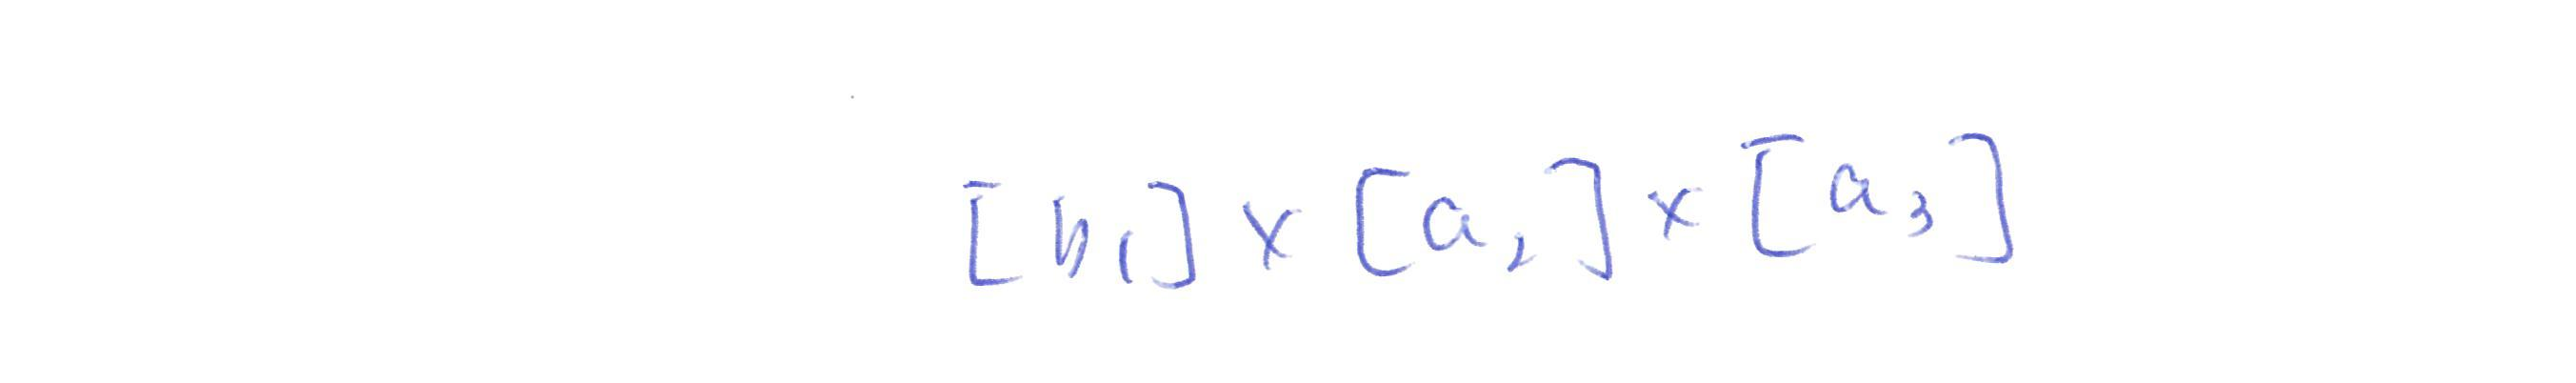 [b₁] × [a₂] × [a₃]